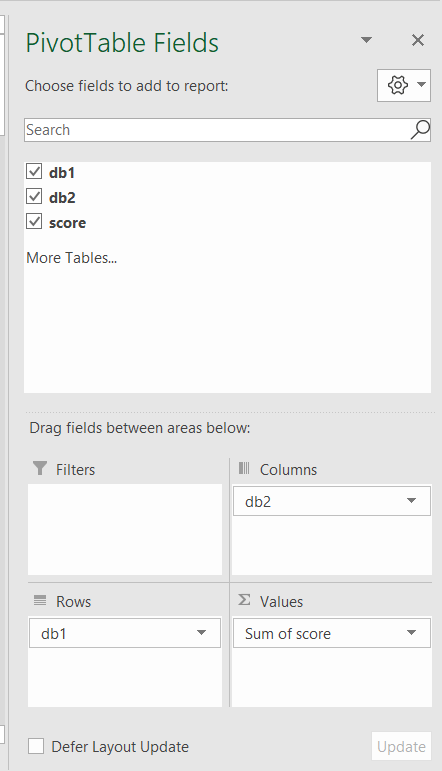 PivotTable Fields
Choose fields to add to report:
Search
db1
db2
score
More Tables...
Drag fields between areas below:
Filters
Columns
db2
Rows
Values
db1
Sum of score
Defer Layout Update
Update